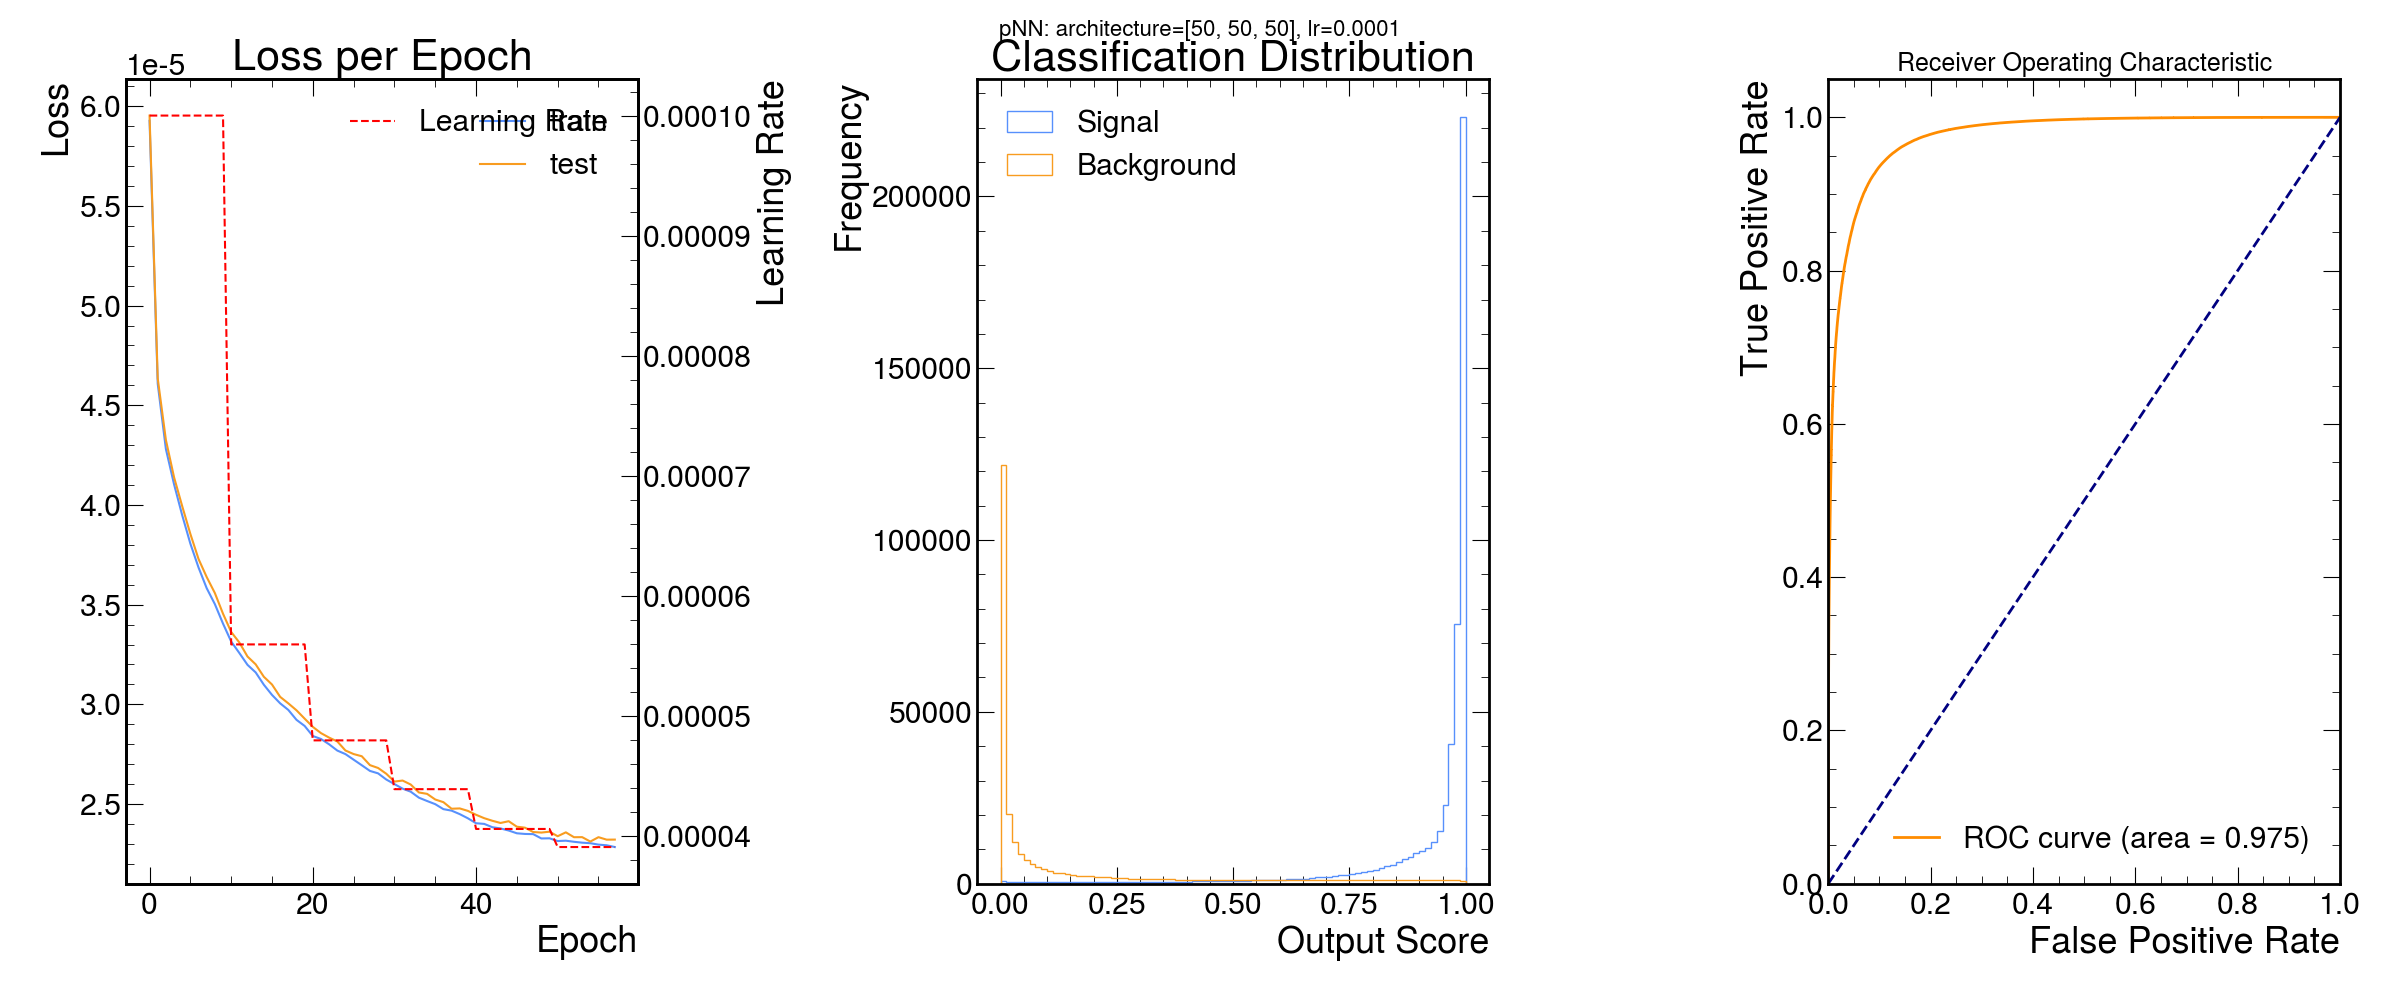 pNN: architecture=[50, 50, 50], lr=0.0001
Loss per Epoch
1e-5
Loss
6.0
5.5
5.0
4.5
4.0
3.5
3.0
2.5
0 20 40
Epoch
Learning Rate
train
test
0.00010
0.00009
0.00008
0.00007
0.00006
0.00005
0.00004
Learning Rate
Classification Distribution
Frequency
200000
150000
100000
50000
0
0.00 0.25 0.50 0.75 1.00
Output Score
Signal
Background
Receiver Operating Characteristic
True Positive Rate
1.0
0.8
0.6
0.4
0.2
0.0
0.0 0.2 0.4 0.6 0.8 1.0
False Positive Rate
ROC curve (area = 0.975)